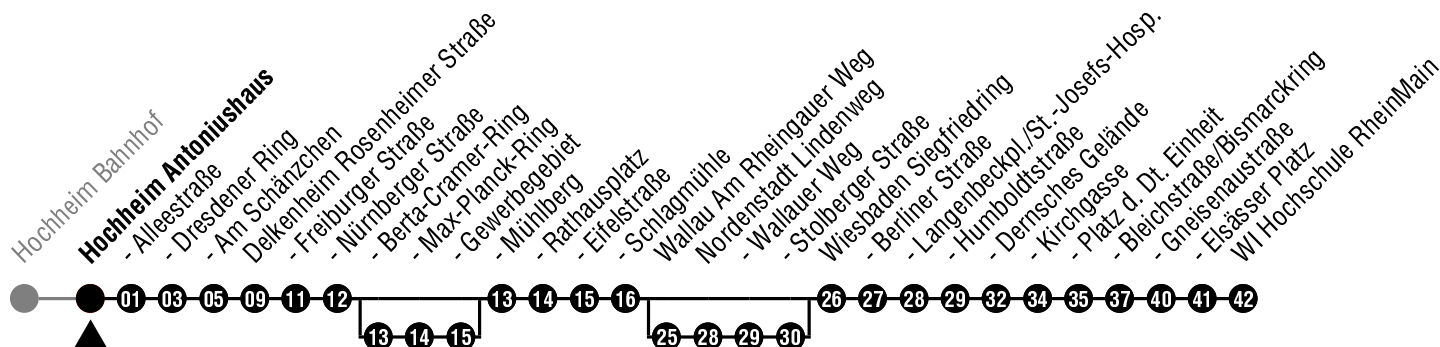 Hochheim Bahnhof
Hochheim Antoniushaus
- Alleestraße
- Dresdener Ring
- Am Schänzchen
Delkenheim Rosenheimer Straße
- Freiburger Straße
- Nürnberger Straße
- Berta-Cramer-Ring
- Max-Planck-Ring
- Gewerbegebiet
- Mühlberg
- Rathausplatz
- Eifelstraße
- Schlagmühle
Wallau Am Rheingauer Weg
Nordenstadt Lindenweg
- Wallauer Weg
- Stolberger Straße
Wiesbaden Siegfriedring
- Berliner Straße
- Langenbeckpl./St.-Josefs-Hosp.
- Humboldtstraße
- Dernsches Gelände
- Kirchgasse
- Platz d. Dt. Einheit
- Bleichstraße/Bismarckring
- Gneisenaustraße
- Elsässer Platz
WI Hochschule RheinMain
01 03 05 09 11 12 13 14 15 16 26 27 28 29 32 34 35 37 40 41 42
13 14 15 25 28 29 30